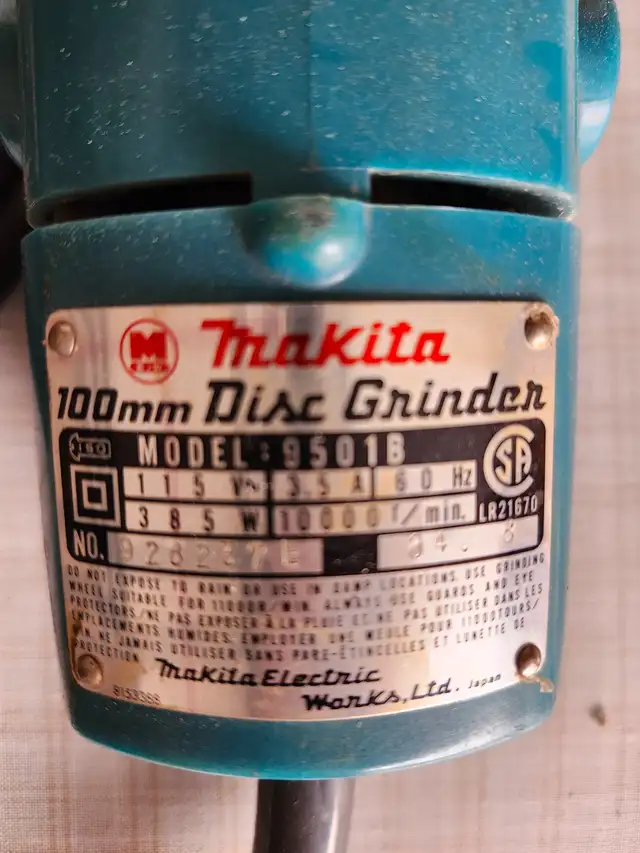 M
Makita
100mm Disc Grinder
MODEL: 9501B
115 V~ 3.5 A 60 Hz
385 W 10000 r/min.
CSA
LR21670
NO.
DO NOT EXPOSE TO RAIN OR USE IN DAMP LOCATIONS. USE GRINDING
WHEEL SUITABLE FOR 11000R/MIN. ALWAYS USE GUARDS AND EYE
PROTECTORS/NE PAS EXPOSER À LA PLUIE ET NE PAS UTILISER DANS LES
EMPLACEMENTS HUMIDES. EMPLOYER UNE MEULE POUR 11000TOURS/
MN. NE JAMAIS UTILISER SANS PARE-ÉTINCELLES ET LUNETTE DE
PROTECTION.
Makita Electric
Works, Ltd. Japan